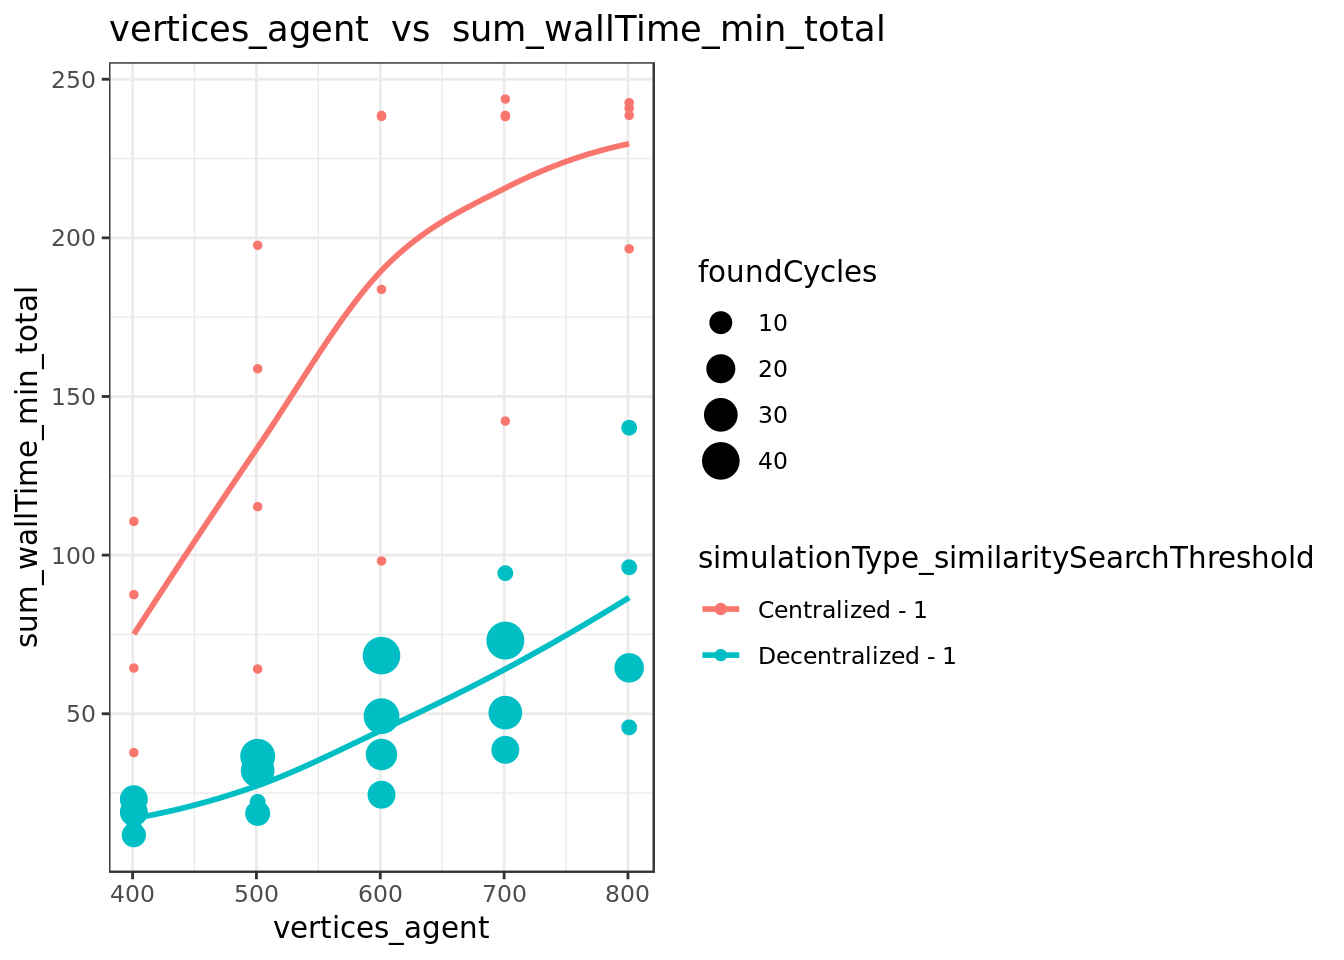 vertices_agent vs sum_wallTime_min_total
250
200
150
100
50
sum_wallTime_min_total
400 500 600 700 800
vertices_agent
foundCycles
10
20
30
40
simulationType_similaritySearchThreshold
Centralized - 1
Decentralized - 1